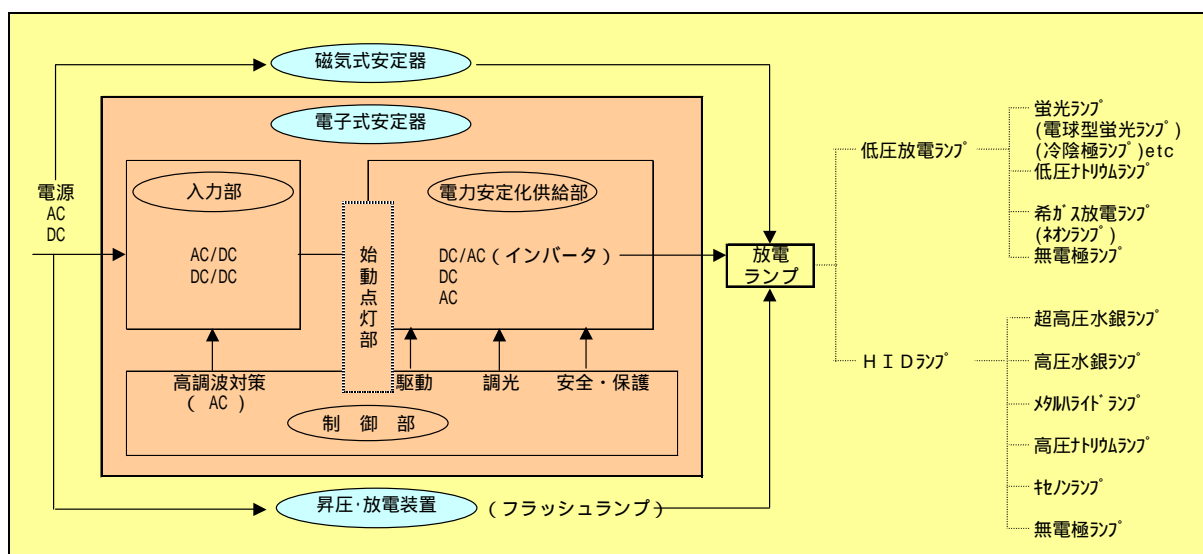 磁気式安定器
電子式安定器
電源
AC
DC
入力部
AC/DC
DC/DC
始動点灯部
電力安定化供給部
DC/AC(インバータ)
DC
AC
高調波対策
( AC )
駆動
調光
安全・保護
制 御 部
昇圧・放電装置
(フラッシュランプ)
放電
ランプ
低圧放電ランプ
蛍光ランプ
(電球型蛍光ランプ)
(冷陰極ランプ)etc
低圧ナトリウムランプ
希ガス放電ランプ
(ネオンランプ)
無電極ランプ
HIDランプ
超高圧水銀ランプ
高圧水銀ランプ
メタルハライドランプ
高圧ナトリウムランプ
キセノンランプ
無電極ランプ